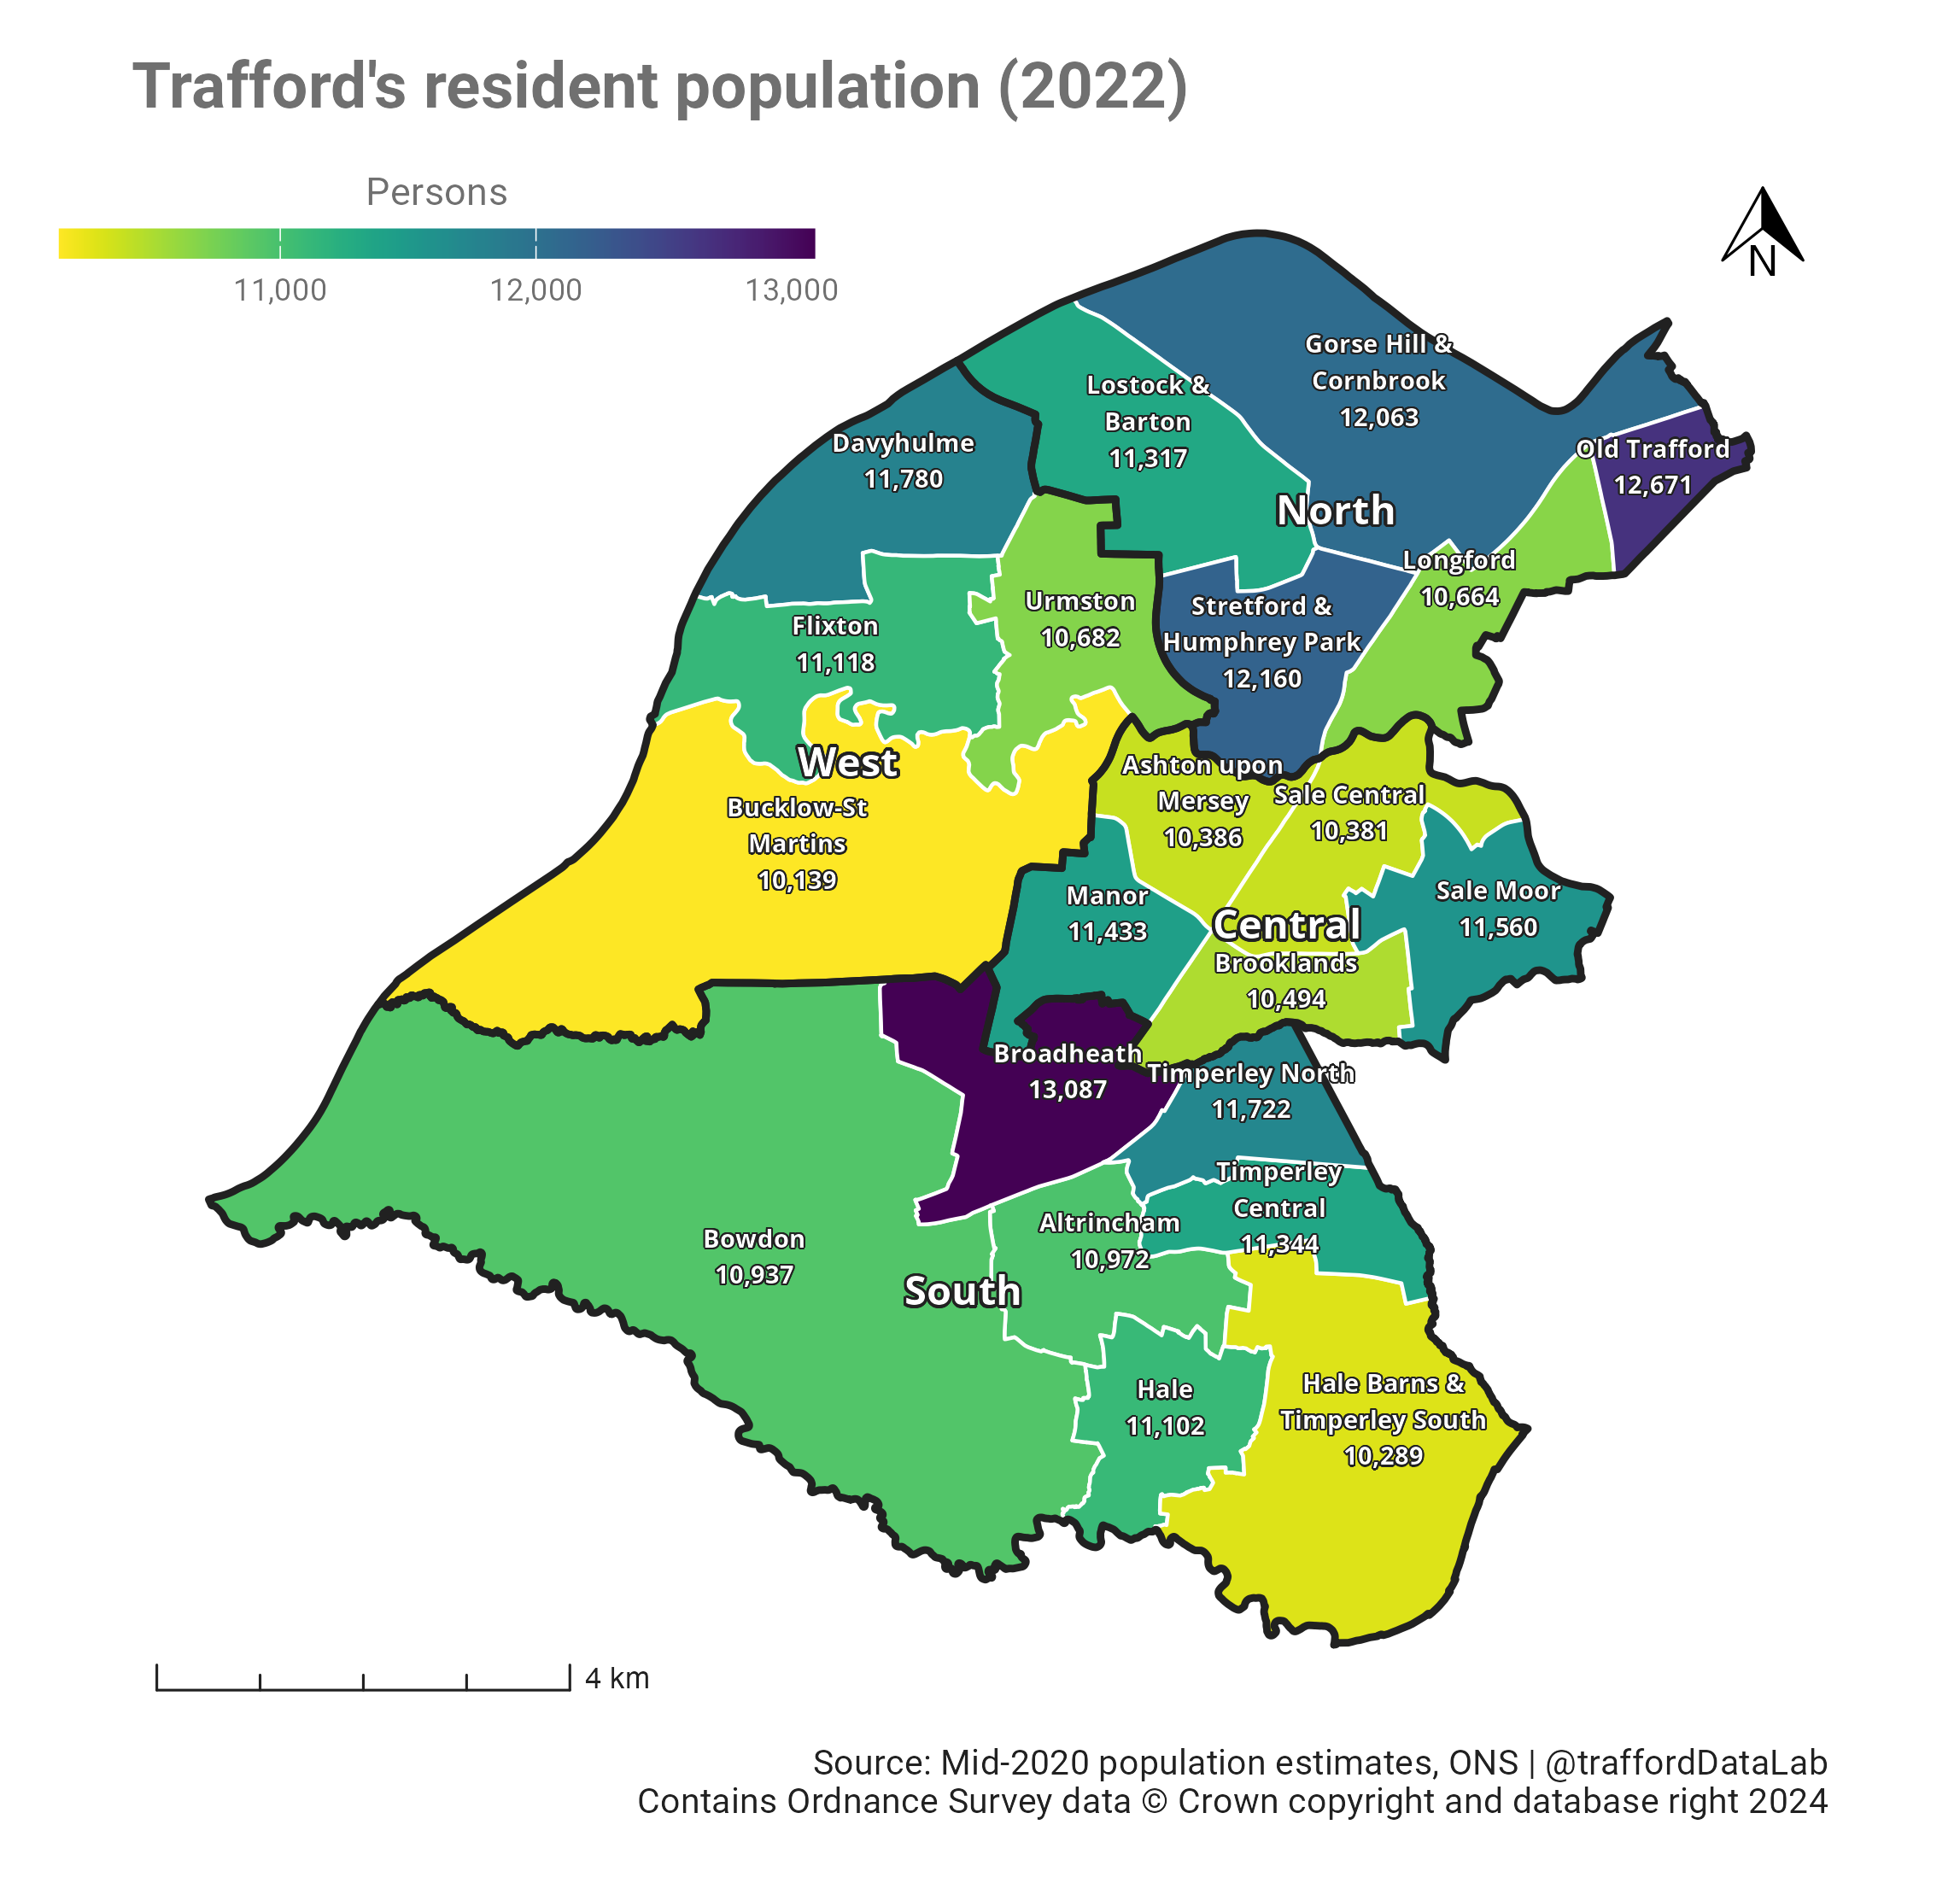 Trafford's resident population (2022)
Persons
11,000 12,000 13,000
N
Gorse Hill &
Cornbrook
12,063
Lostock &
Barton
11,317
Davyhulme
11,780
Old Trafford
12,671
North
Longford
10,664
Urmston
10,682
Stretford &
Humphrey Park
12,160
Flixton
11,118
West
Bucklow-St
Martins
10,139
Ashton upon
Mersey
10,386
Sale Central
10,381
Manor
11,433
Sale Moor
11,560
Central
Brooklands
10,494
Broadheath
13,087
Timperley North
11,722
Timperley
Central
11,344
Altrincham
10,972
Bowdon
10,937
South
Hale
11,102
Hale Barns &
Timperley South
10,289
4 km
Source: Mid-2020 population estimates, ONS | @traffordDataLab
Contains Ordnance Survey data © Crown copyright and database right 2024